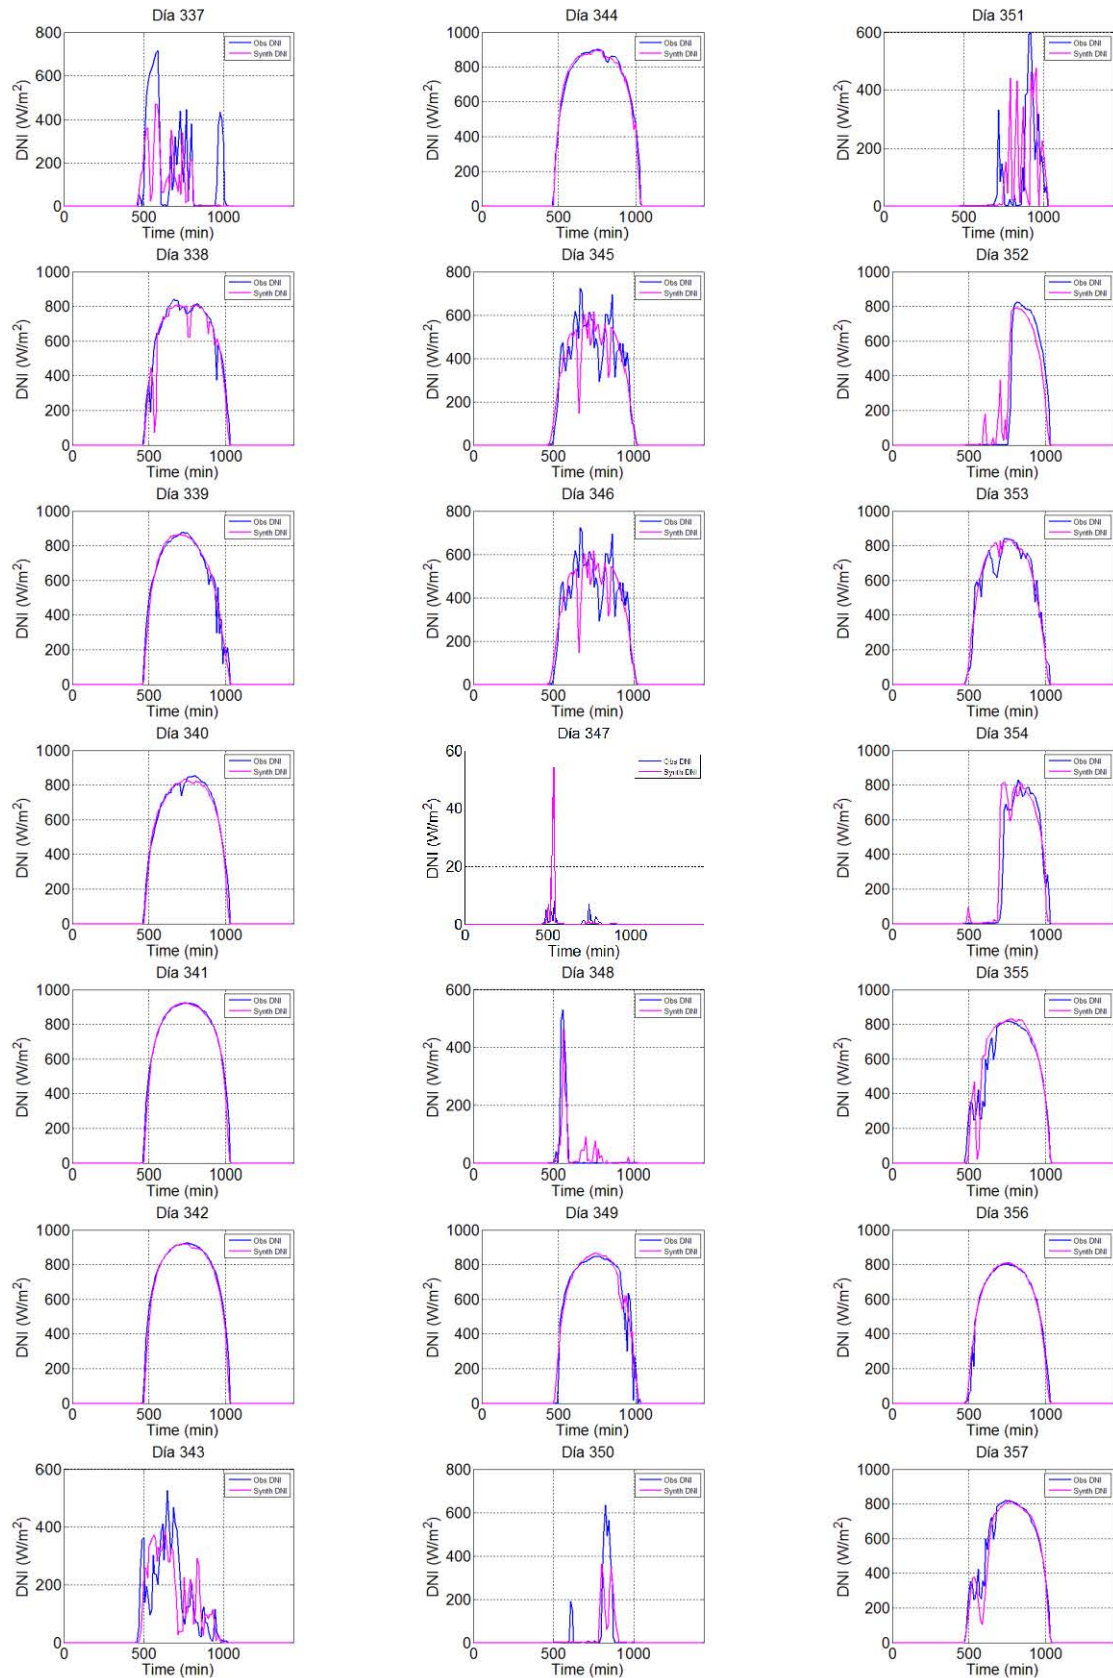 Día 337
800
600
400
200
0
DNI (W/m²)
Obs DNI
Synth DNI
0 500 1000
Time (min)
Día 338
1000
800
600
400
200
0
DNI (W/m²)
Obs DNI
Synth DNI
0 500 1000
Time (min)
Día 339
1000
800
600
400
200
0
DNI (W/m²)
Obs DNI
Synth DNI
0 500 1000
Time (min)
Día 340
1000
800
600
400
200
0
DNI (W/m²)
Obs DNI
Synth DNI
0 500 1000
Time (min)
Día 341
1000
800
600
400
200
0
DNI (W/m²)
Obs DNI
Synth DNI
0 500 1000
Time (min)
Día 342
1000
800
600
400
200
0
DNI (W/m²)
Obs DNI
Synth DNI
0 500 1000
Time (min)
Día 343
600
400
200
0
DNI (W/m²)
Obs DNI
Synth DNI
0 500 1000
Time (min)
Día 344
1000
800
600
400
200
0
DNI (W/m²)
Obs DNI
Synth DNI
0 500 1000
Time (min)
Día 345
800
600
400
200
0
DNI (W/m²)
Obs DNI
Synth DNI
0 500 1000
Time (min)
Día 346
800
600
400
200
0
DNI (W/m²)
Obs DNI
Synth DNI
0 500 1000
Time (min)
Día 347
60
40
20
0
DNI (W/m²)
Obs DNI
Synth DNI
0 500 1000
Time (min)
Día 348
600
400
200
0
DNI (W/m²)
Obs DNI
Synth DNI
0 500 1000
Time (min)
Día 349
1000
800
600
400
200
0
DNI (W/m²)
Obs DNI
Synth DNI
0 500 1000
Time (min)
Día 350
800
600
400
200
0
DNI (W/m²)
Obs DNI
Synth DNI
0 500 1000
Time (min)
Día 351
600
400
200
0
DNI (W/m²)
Obs DNI
Synth DNI
0 500 1000
Time (min)
Día 352
1000
800
600
400
200
0
DNI (W/m²)
Obs DNI
Synth DNI
0 500 1000
Time (min)
Día 353
1000
800
600
400
200
0
DNI (W/m²)
Obs DNI
Synth DNI
0 500 1000
Time (min)
Día 354
1000
800
600
400
200
0
DNI (W/m²)
Obs DNI
Synth DNI
0 500 1000
Time (min)
Día 355
1000
800
600
400
200
0
DNI (W/m²)
Obs DNI
Synth DNI
0 500 1000
Time (min)
Día 356
1000
800
600
400
200
0
DNI (W/m²)
Obs DNI
Synth DNI
0 500 1000
Time (min)
Día 357
1000
800
600
400
200
0
DNI (W/m²)
Obs DNI
Synth DNI
0 500 1000
Time (min)